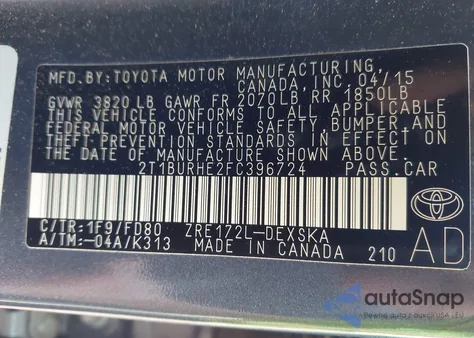 MFD. BY: TOYOTA MOTOR MANUFACTURING,
CANADA, INC. 04/15
GVWR 3820 LB GAWR FR 2020LB RR 1850LB
THIS VEHICLE CONFORMS TO ALL APPLICABLE
FEDERAL MOTOR VEHICLE SAFETY, BUMPER, AND
THEFT PREVENTION STANDARDS IN EFFECT ON
THE DATE OF MANUFACTURE SHOWN ABOVE.
2T1BURHE2FC396724 PASS.CAR
C/TR:1F9/FD80 ZRE172L-DEXSKA
A/TM:-04A/K313 MADE IN CANADA 210
AD
autoSnap